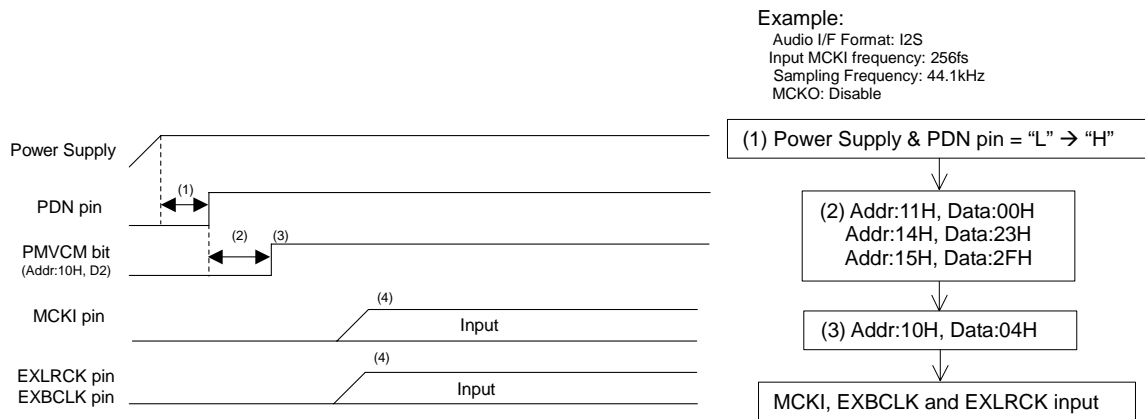 Example:
Audio I/F Format: I2S
Input MCKI frequency: 256fs
Sampling Frequency: 44.1kHz
MCKO: Disable
Power Supply
(1)
PDN pin
(2)
(3)
PMVCM bit
(Addr:10H, D2)
(4)
MCKI pin
Input
(4)
EXLRCK pin
EXBCLK pin
Input
(1) Power Supply & PDN pin = “L” → “H”
(2) Addr:11H, Data:00H
Addr:14H, Data:23H
Addr:15H, Data:2FH
(3) Addr:10H, Data:04H
MCKI, EXBCLK and EXLRCK input